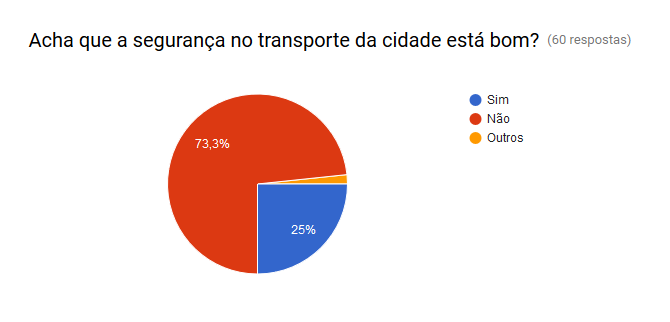 Acha que a segurança no transporte da cidade está bom? (60 respostas)
Sim
Não
Outros
73,3%
25%